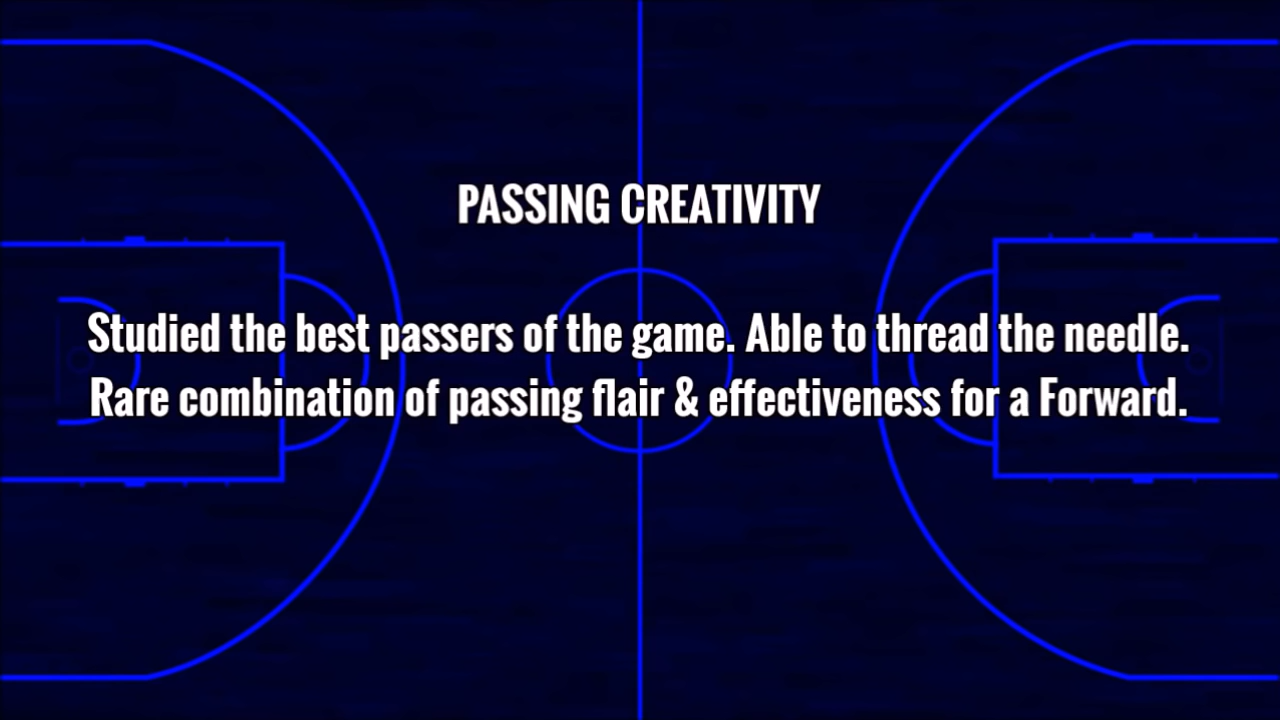 PASSING CREATIVITY
Studied the best passers of the game. Able to thread the needle.
Rare combination of passing flair & effectiveness for a Forward.